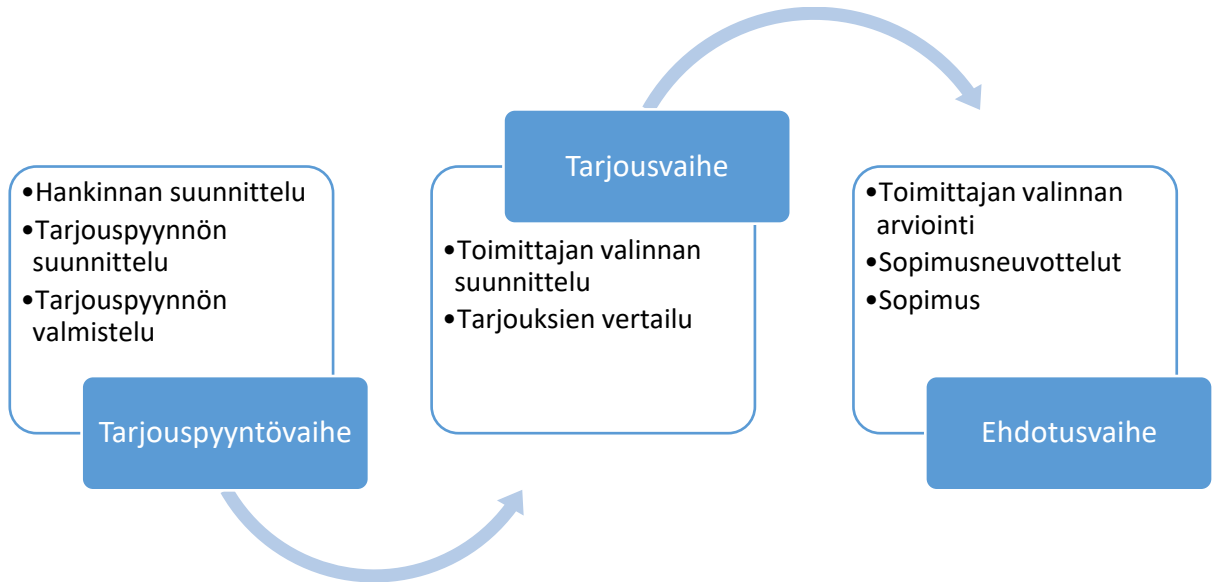 •Hankinnan suunnittelu
•Tarjouspyynnön
suunnittelu
•Tarjouspyynnön
valmistelu
Tarjouspyyntövaihe
Tarjousvaihe
•Toimittajan valinnan
suunnittelu
•Tarjouksien vertailu
•Toimittajan valinnan
arviointi
•Sopimusneuvottelut
•Sopimus
Ehdotusvaihe